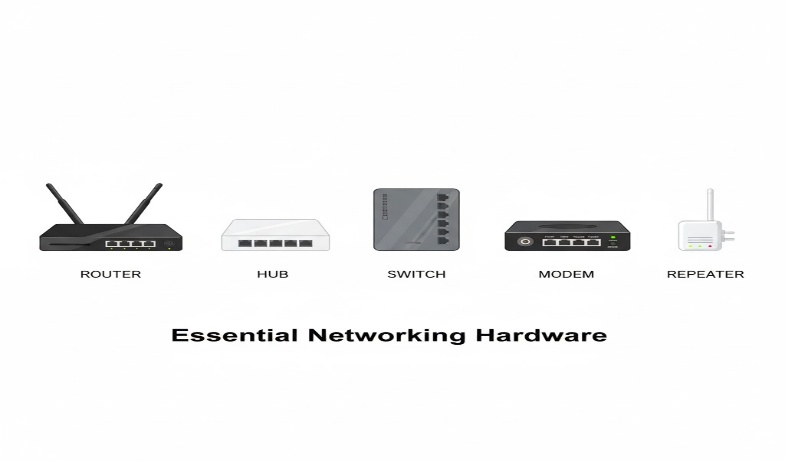 ROUTER HUB SWITCH MODEM REPEATER
Essential Networking Hardware